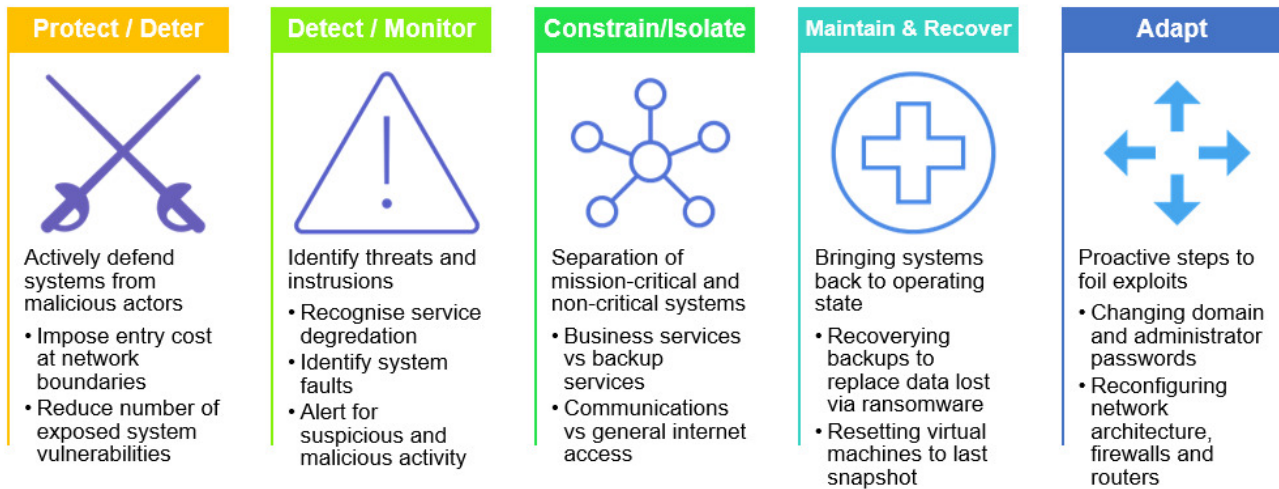 Protect / Deter
Actively defend
systems from
malicious actors
• Impose entry cost
at network
boundaries
• Reduce number of
exposed system
vulnerabilities
Detect / Monitor
Identify threats and
instrusions
• Recognise service
degredation
• Identify system
faults
• Alert for
suspicious and
malicious activity
Constrain/Isolate
Separation of
mission-critical and
non-critical systems
• Business services
vs backup
services
• Communications
vs general internet
access
Maintain & Recover
Bringing systems
back to operating
state
• Recoverying
backups to
replace data lost
via ransomware
• Resetting virtual
machines to last
snapshot
Adapt
Proactive steps to
foil exploits
• Changing domain
and administrator
passwords
• Reconfiguring
network
architecture,
firewalls and
routers